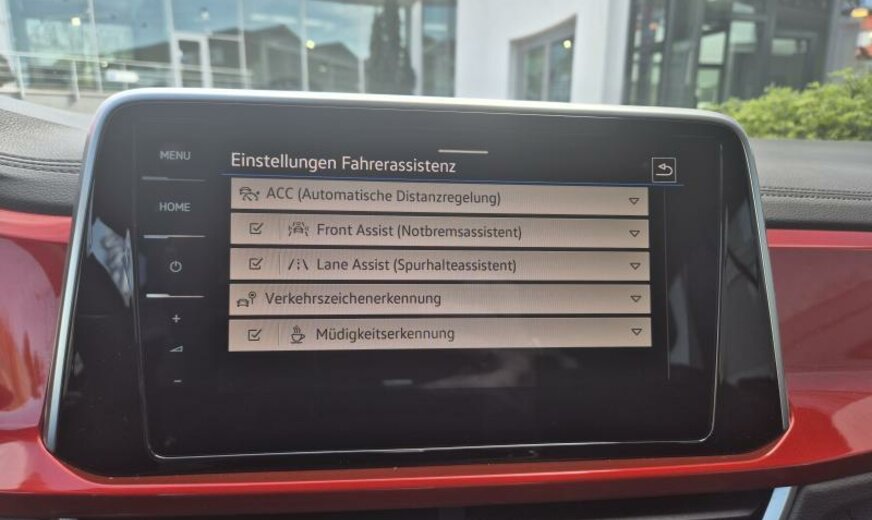 MENU
Einstellungen Fahrerassistenz
ACC (Automatische Distanzregelung)
HOME
Front Assist (Notbremsassistent)
Lane Assist (Spurhalteassistent)
Verkehrszeichenerkennung
Müdigkeitserkennung